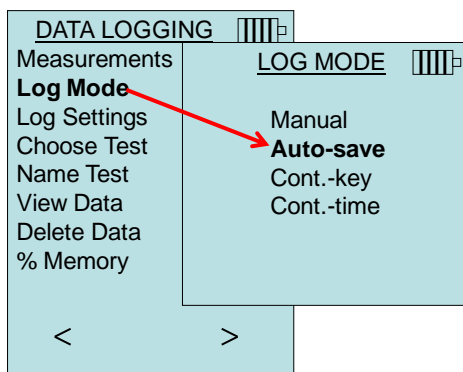 DATA LOGGING
Measurements
Log Mode
Log Settings
Choose Test
Name Test
View Data
Delete Data
% Memory
< >
LOG MODE
Manual
Auto-save
Cont.-key
Cont.-time